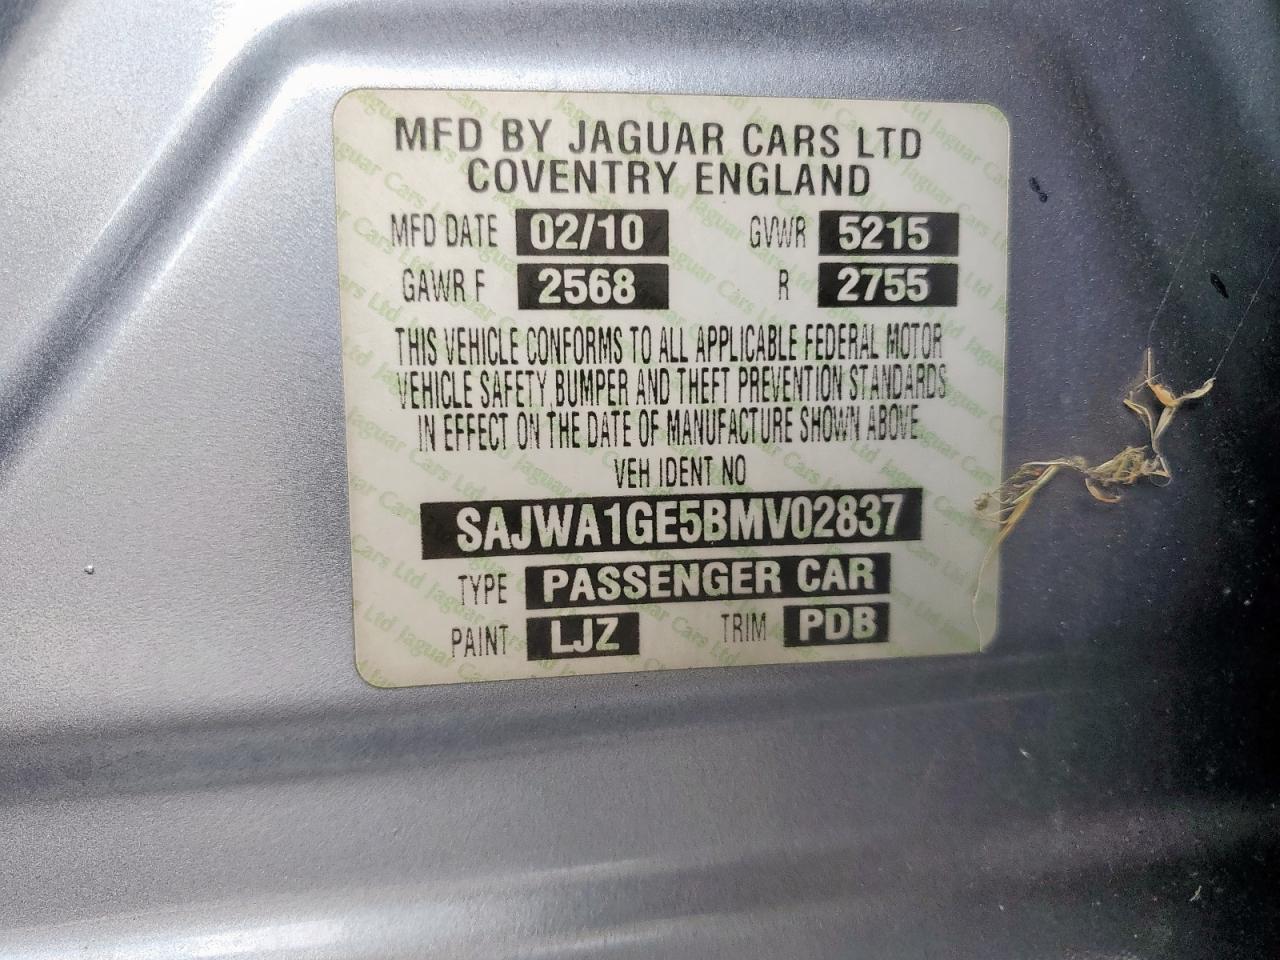 MFD BY JAGUAR CARS LTD
COVENTRY ENGLAND
MFD DATE 02/10 GVWR 5215
GAWR F 2568 R 2755
THIS VEHICLE CONFORMS TO ALL APPLICABLE FEDERAL MOTOR
VEHICLE SAFETY, BUMPER AND THEFT PREVENTION STANDARDS
IN EFFECT ON THE DATE OF MANUFACTURE SHOWN ABOVE
VEH IDENT NO
SAJWA1GE5BMV02837
TYPE PASSENGER CAR
PAINT LJZ TRIM PDB